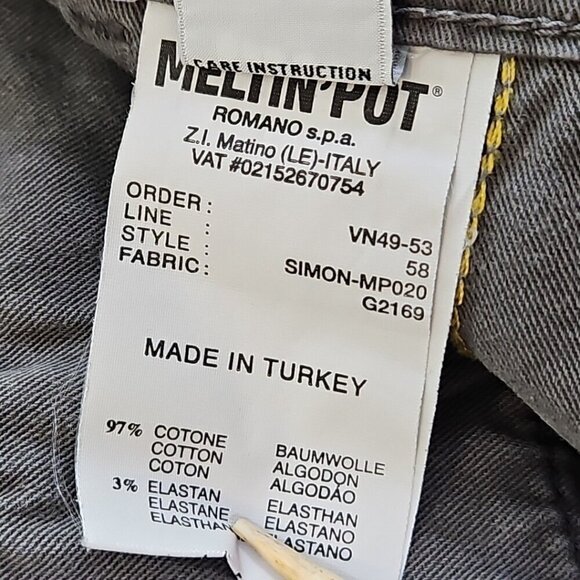 CARE INSTRUCTION
MELTIN'POT®
ROMANO s.p.a.
Z.I. Matino (LE)-ITALY
VAT #02152670754
ORDER: VN49-53
LINE: 58
STYLE: SIMON-MP020
FABRIC: G2169
MADE IN TURKEY
97% COTONE BAUMWOLLE
COTTON ALGODON
COTON ALGODÃO
3% ELASTAN ELASTHAN
ELASTANE ELASTANO
ELASTHAN ELASTANO